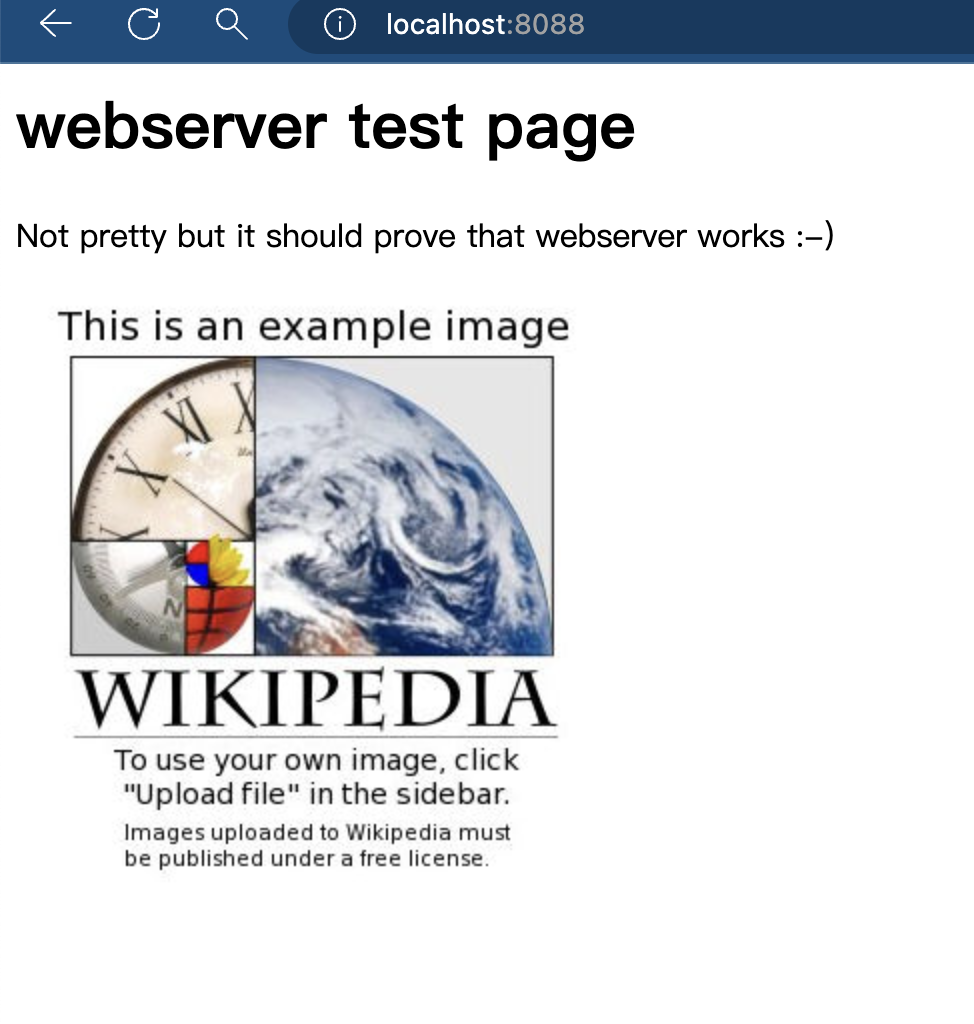 localhost:8088
webserver test page
Not pretty but it should prove that webserver works :-)
This is an example image
XI
X
N
WIKIPEDIA
To use your own image, click
"Upload file" in the sidebar.
Images uploaded to Wikipedia must
be published under a free license.